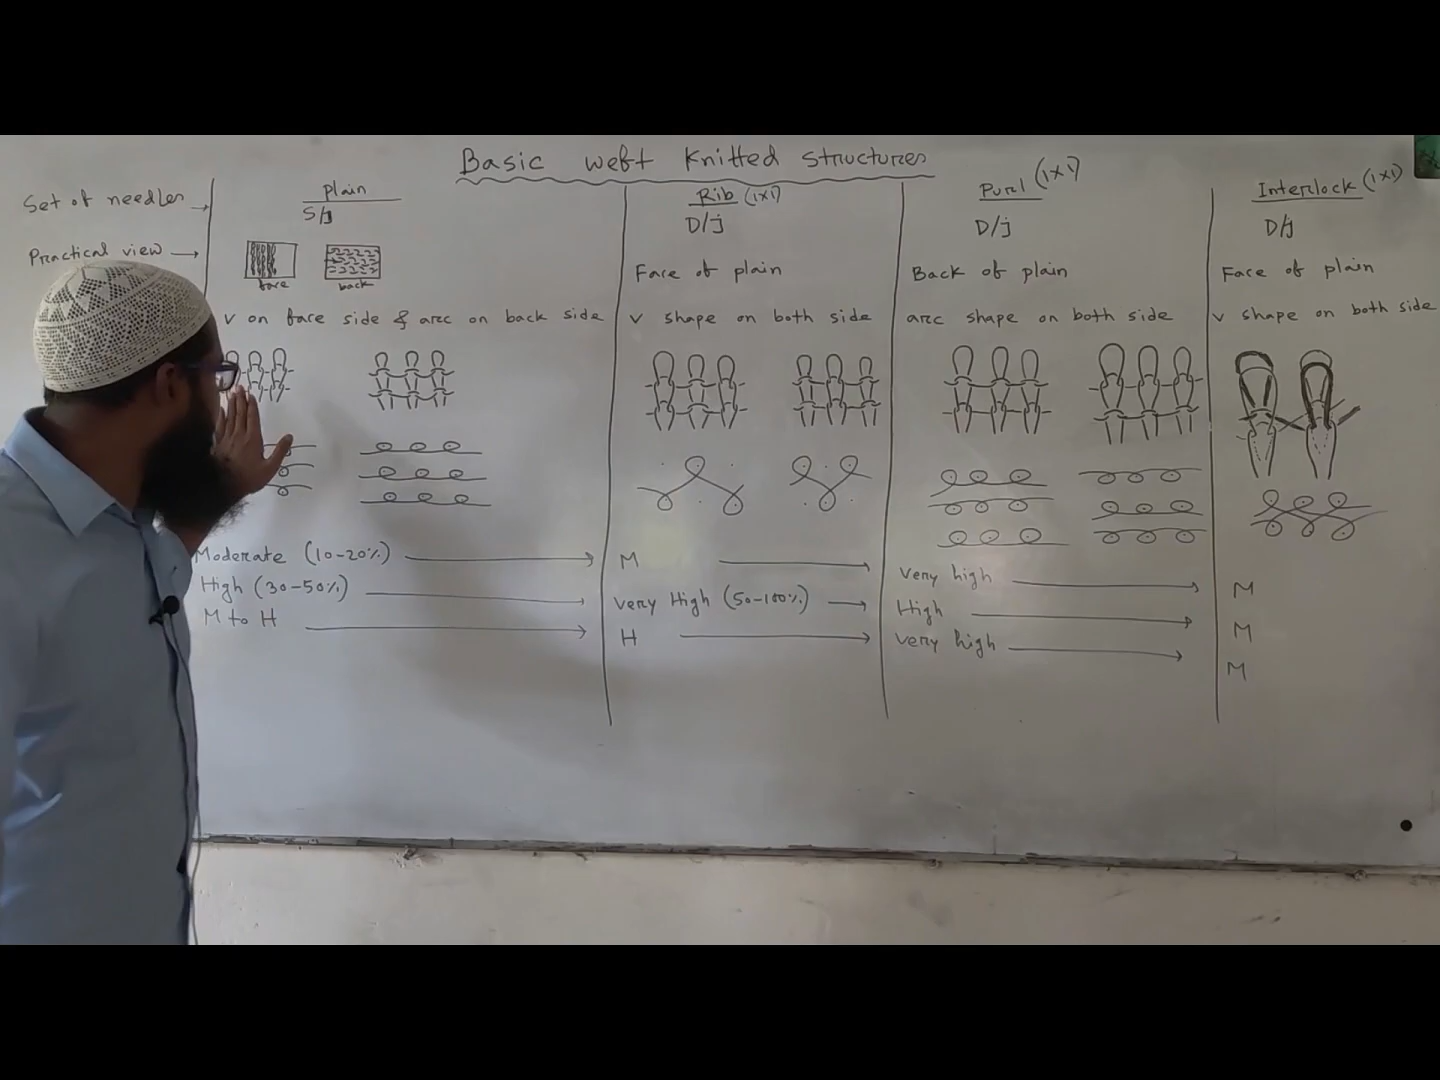 Basic weft Knitted structures
Set of needles
plain
S/j
Rib (1x1)
D/j
Purl (1x1)
D/j
Interlock (1x1)
D/j
Practical view
face
back
Face of plain
Back of plain
Face of plain
V on face side & arc on back side
V shape on both side
arc shape on both side
V shape on both side
Moderate (10-20%)
M
very high
M
High (30-50%)
very High (50-100%)
High
M
M to H
H
very high
M